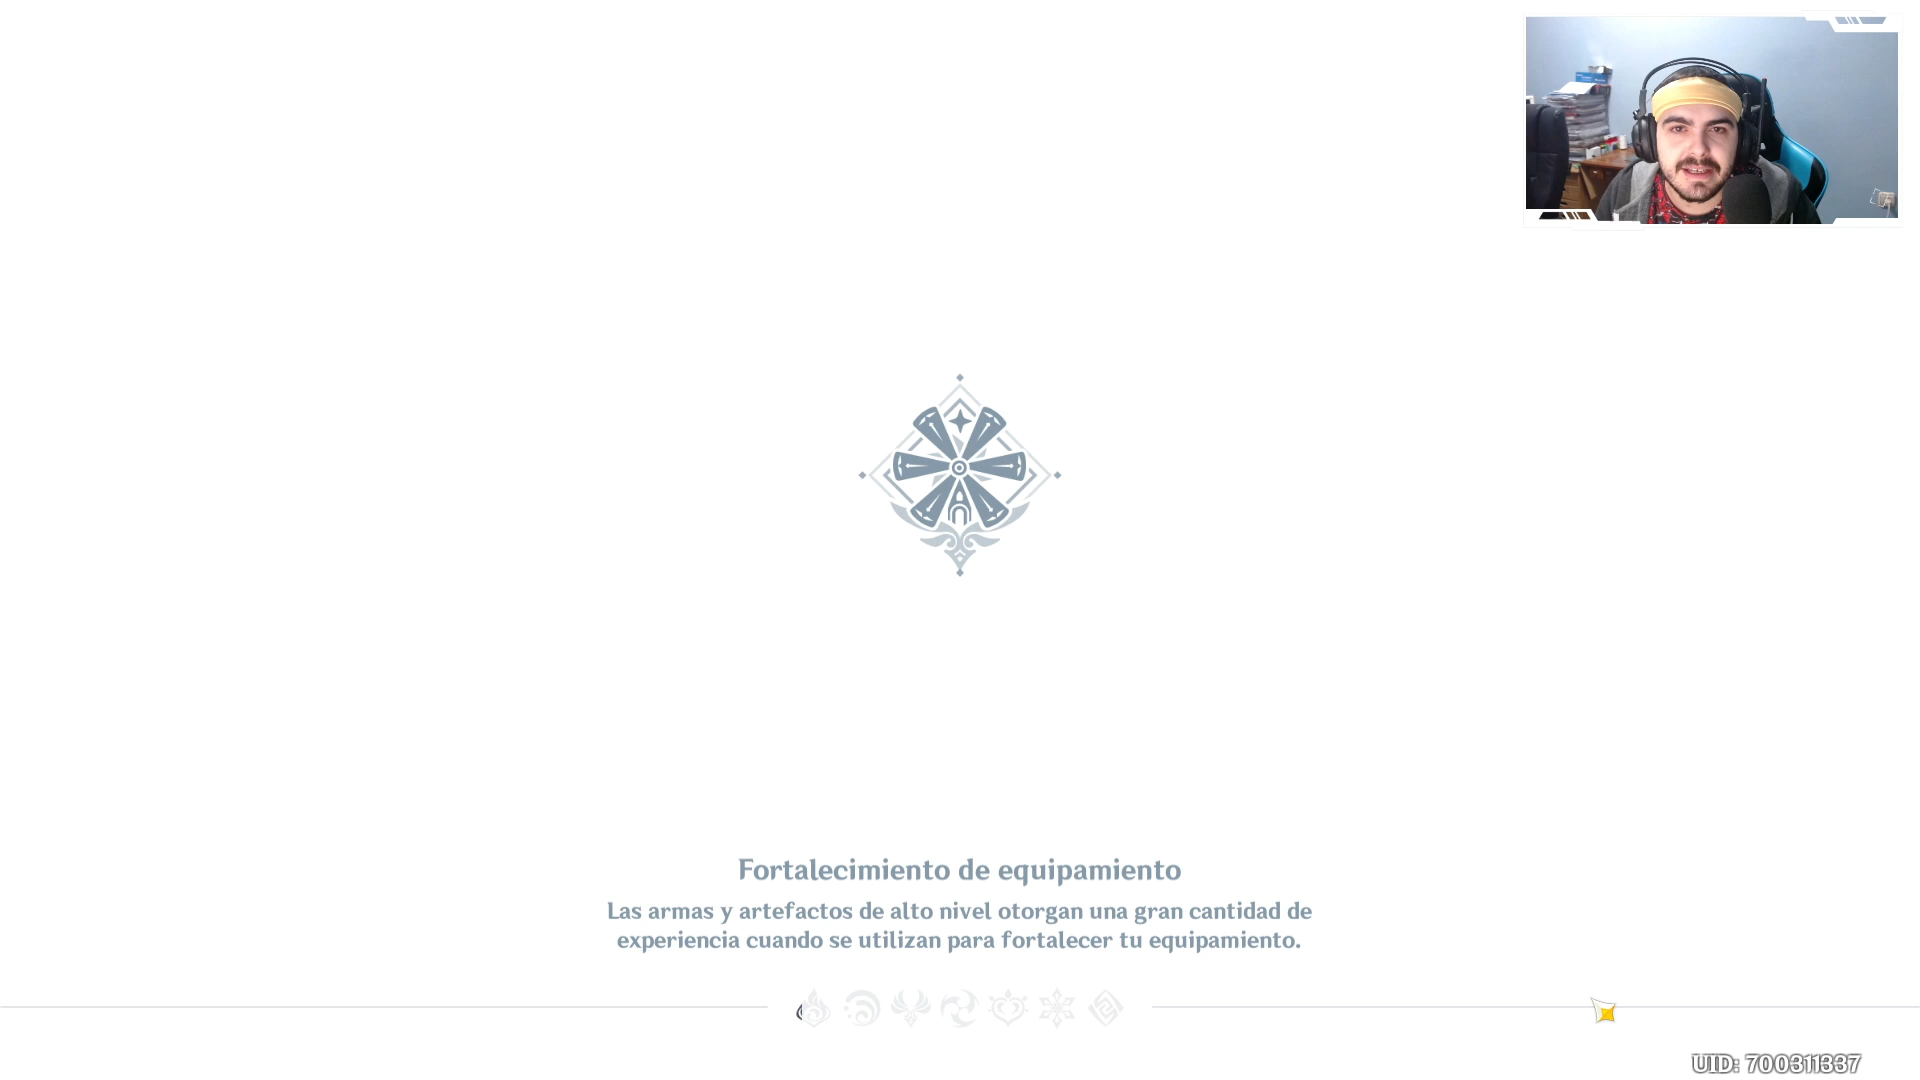 Fortalecimiento de equipamiento
Las armas y artefactos de alto nivel otorgan una gran cantidad de
experiencia cuando se utilizan para fortalecer tu equipamiento.
UID: 700311337